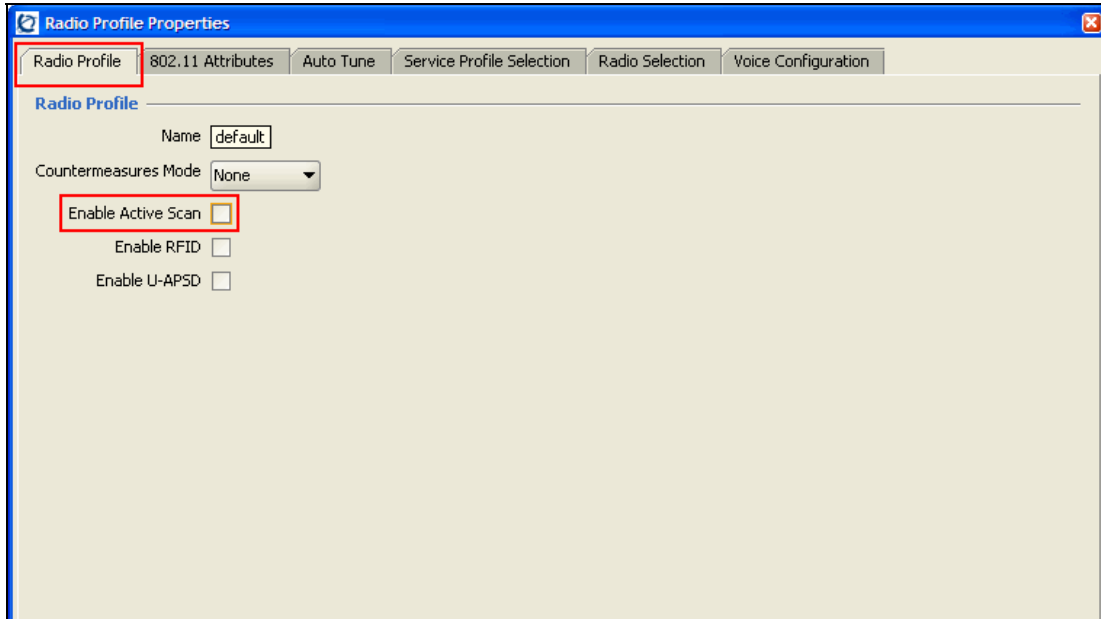 Radio Profile Properties
Radio Profile 802.11 Attributes Auto Tune Service Profile Selection Radio Selection Voice Configuration
Radio Profile
Name default
Countermeasures Mode None
Enable Active Scan
Enable RFID
Enable U-APSD